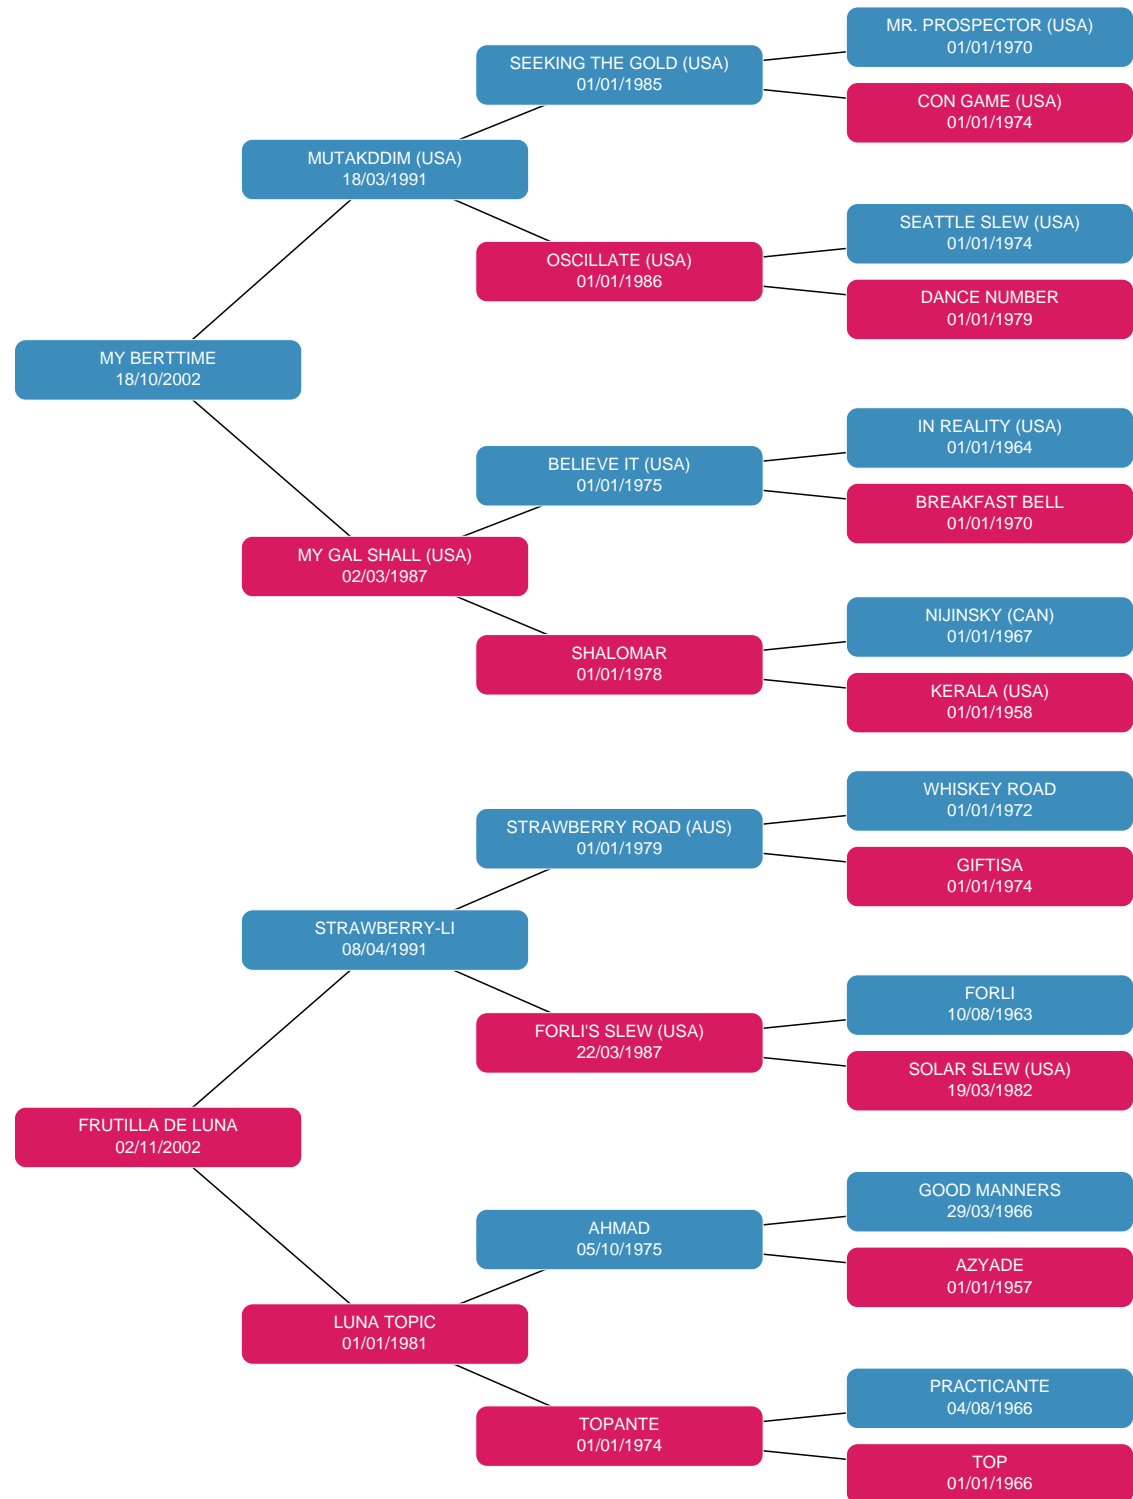 MR. PROSPECTOR (USA)
01/01/1970
SEEKING THE GOLD (USA)
01/01/1985
CON GAME (USA)
01/01/1974
MUTAKDDIM (USA)
18/03/1991
SEATTLE SLEW (USA)
01/01/1974
OSCILLATE (USA)
01/01/1986
DANCE NUMBER
01/01/1979
MY BERTTIME
18/10/2002
IN REALITY (USA)
01/01/1964
BELIEVE IT (USA)
01/01/1975
BREAKFAST BELL
01/01/1970
MY GAL SHALL (USA)
02/03/1987
NIJINSKY (CAN)
01/01/1967
SHALOMAR
01/01/1978
KERALA (USA)
01/01/1958
WHISKEY ROAD
01/01/1972
STRAWBERRY ROAD (AUS)
01/01/1979
GIFTISA
01/01/1974
STRAWBERRY-LI
08/04/1991
FORLI
10/08/1963
FORLI'S SLEW (USA)
22/03/1987
SOLAR SLEW (USA)
19/03/1982
FRUTILLA DE LUNA
02/11/2002
GOOD MANNERS
29/03/1966
AHMAD
05/10/1975
AZYADE
01/01/1957
LUNA TOPIC
01/01/1981
PRACTICANTE
04/08/1966
TOPANTE
01/01/1974
TOP
01/01/1966